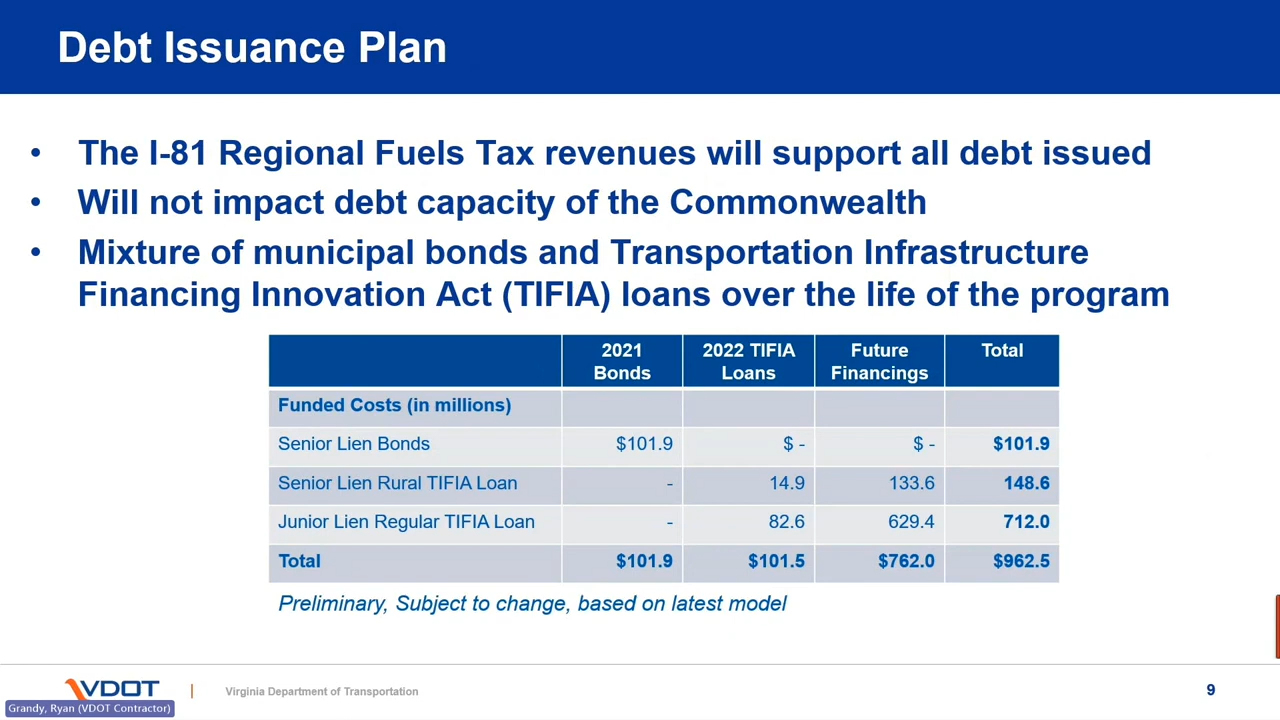 Debt Issuance Plan
• The I-81 Regional Fuels Tax revenues will support all debt issued
• Will not impact debt capacity of the Commonwealth
• Mixture of municipal bonds and Transportation Infrastructure
Financing Innovation Act (TIFIA) loans over the life of the program
2021 Bonds 2022 TIFIA Loans Future Financings Total
Funded Costs (in millions)
Senior Lien Bonds $101.9 $ - $ - $101.9
Senior Lien Rural TIFIA Loan - 14.9 133.6 148.6
Junior Lien Regular TIFIA Loan - 82.6 629.4 712.0
Total $101.9 $101.5 $762.0 $962.5
Preliminary, Subject to change, based on latest model
VDOT | Virginia Department of Transportation 9
Grandy, Ryan (VDOT Contractor)